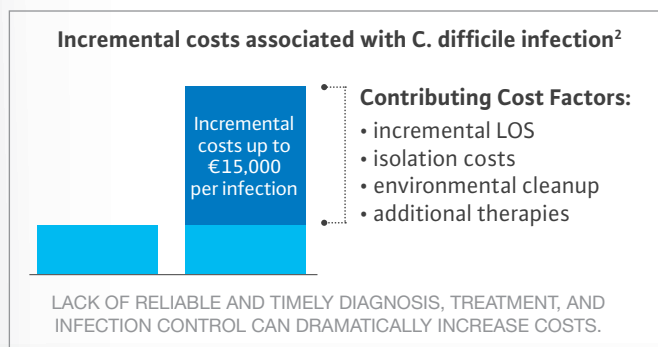 Incremental costs associated with C. difficile infection²
Incremental
costs up to
€15,000
per infection
Contributing Cost Factors:
• incremental LOS
• isolation costs
• environmental cleanup
• additional therapies
LACK OF RELIABLE AND TIMELY DIAGNOSIS, TREATMENT, AND
INFECTION CONTROL CAN DRAMATICALLY INCREASE COSTS.